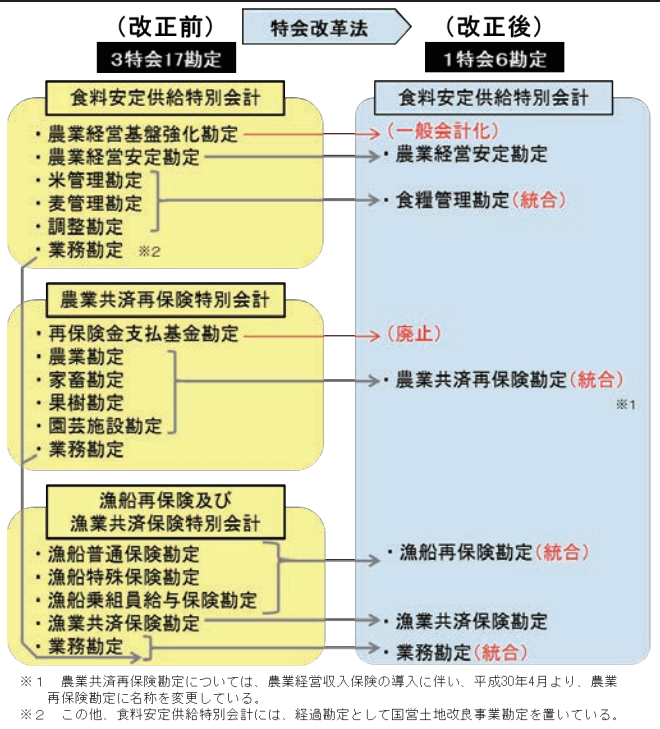 (改正前)
特会改革法
(改正後)
3特会17勘定
1特会6勘定
食料安定供給特別会計
・農業経営基盤強化勘定
・農業経営安定勘定
・米管理勘定
・麦管理勘定
・調整勘定
・業務勘定 ※2
農業共済再保険特別会計
・再保険金支払基金勘定
・農業勘定
・家畜勘定
・果樹勘定
・園芸施設勘定
・業務勘定
漁船再保険及び
漁業共済保険特別会計
・漁船普通保険勘定
・漁船特殊保険勘定
・漁船乗組員給与保険勘定
・漁業共済保険勘定
・業務勘定
食料安定供給特別会計
(一般会計化)
・農業経営安定勘定
・食糧管理勘定(統合)
(廃止)
・農業共済再保険勘定(統合)
※1
・漁船再保険勘定(統合)
・漁業共済保険勘定
・業務勘定(統合)
※1 農業共済再保険勘定については、農業経営収入保険の導入に伴い、平成30年4月より、農業
再保険勘定に名称を変更している。
※2 この他、食料安定供給特別会計には、経過勘定として国営土地改良事業勘定を置いている。